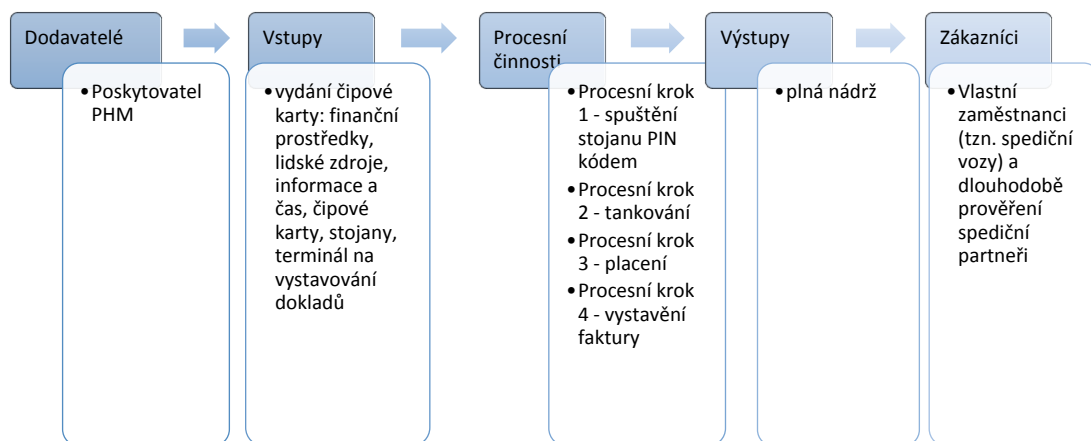 Dodavatelé
•Poskytovatel
PHM
Vstupy
•vydání čipové
karty: finanční
prostředky,
lidské zdroje,
informace a
čas, čipové
karty, stojany,
terminál na
vystavování
dokladů
Procesní
činnosti
•Procesní krok
1 - spuštění
stojanu PIN
kódem
•Procesní krok
2 - tankování
•Procesní krok
3 - placení
•Procesní krok
4 - vystavění
faktury
Výstupy
•plná nádrž
Zákazníci
•Vlastní
zaměstnanci
(tzn. spediční
vozy) a
dlouhodobě
prověření
spediční
partneři